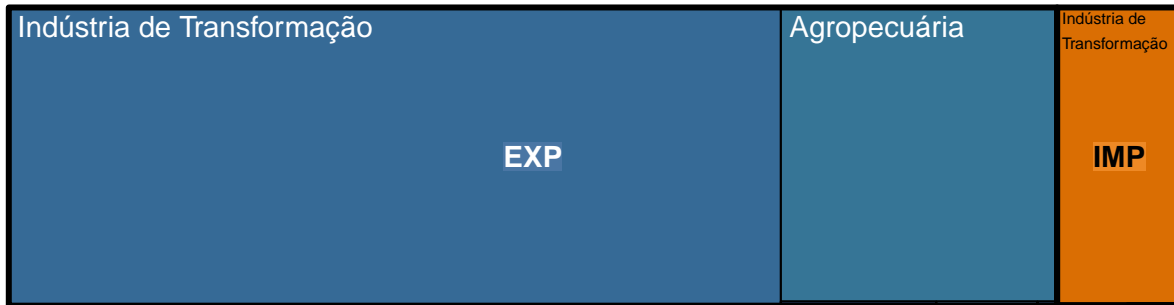 Indústria de Transformação
Agropecuária
Indústria de
Transformação
EXP
IMP